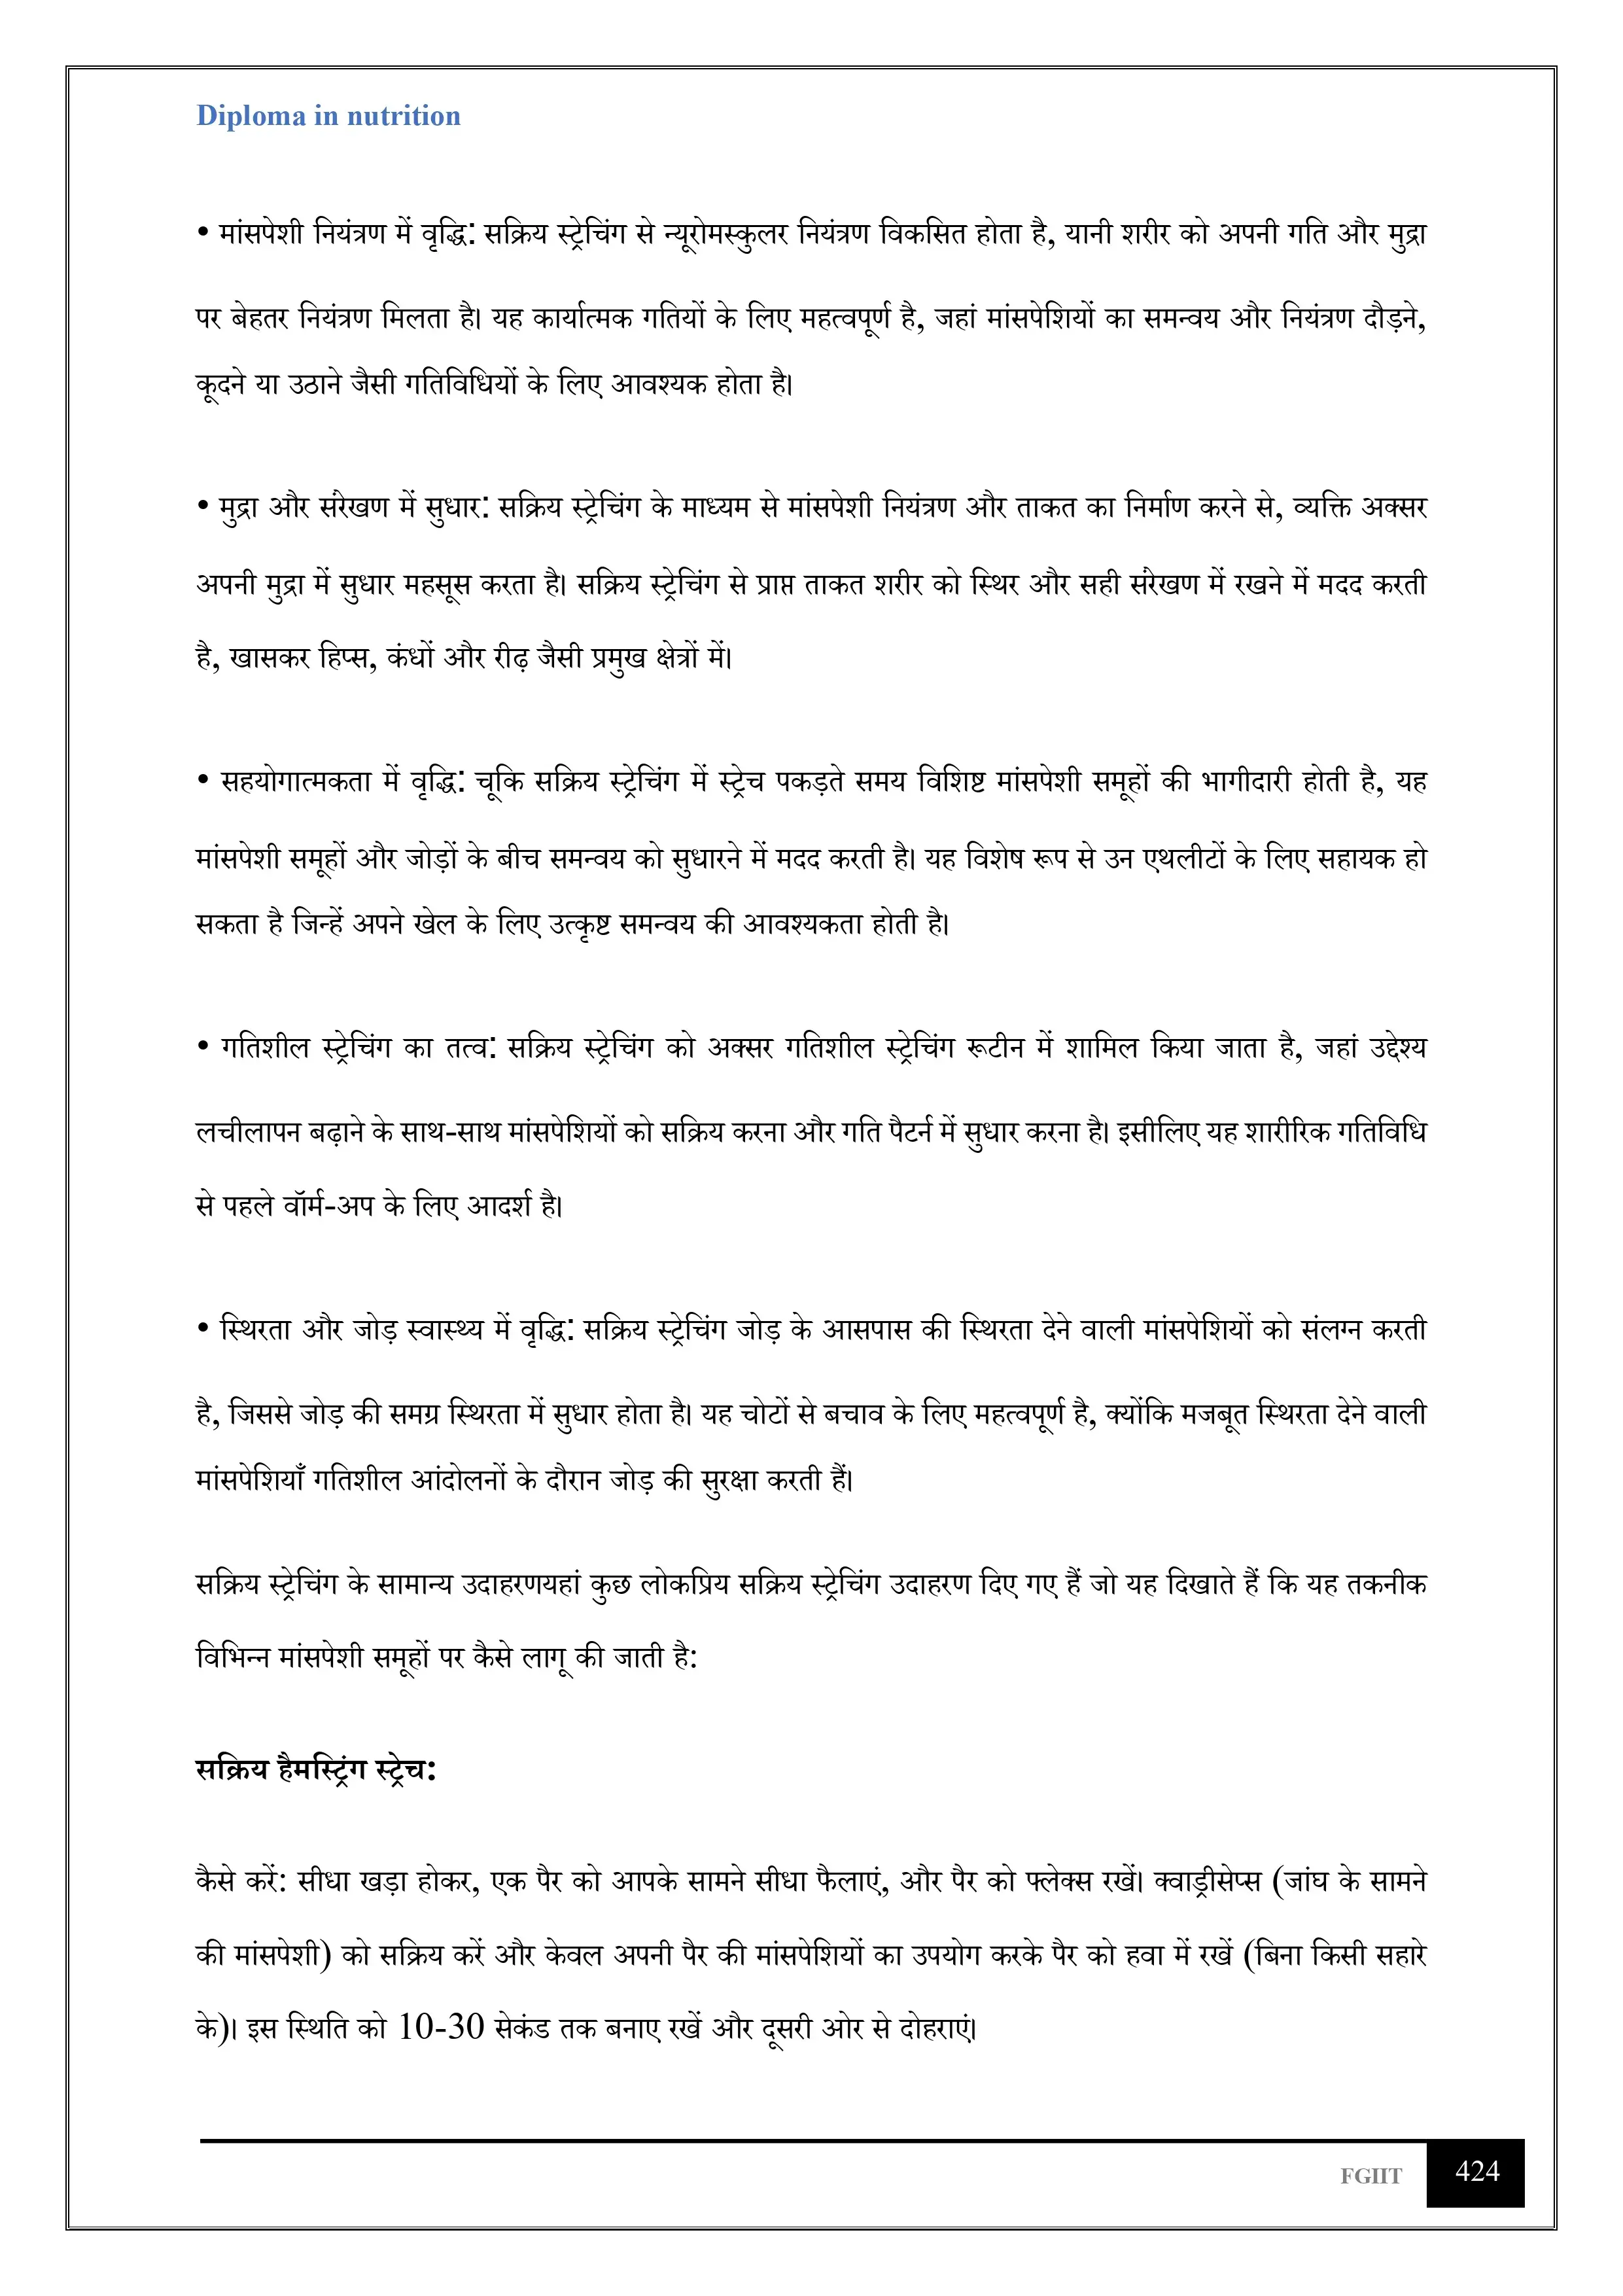 Diploma in nutrition
• मांसपेशी नियंत्रण में वृद्धि: सक्रिय स्ट्रेचिंग से न्यूरोमस्कुलर नियंत्रण विकसित होता है, यानी शरीर को अपनी गति और मुद्रा
पर बेहतर नियंत्रण मिलता है। यह कार्यात्मक गतियों के लिए महत्वपूर्ण है, जहां मांसपेशियों का समन्वय और नियंत्रण दौड़ने,
कूदने या उठाने जैसी गतिविधियों के लिए आवश्यक होता है।
• मुद्रा और संरेखण में सुधार: सक्रिय स्ट्रेचिंग के माध्यम से मांसपेशी नियंत्रण और ताकत का निर्माण करने से, व्यक्ति अक्सर
अपनी मुद्रा में सुधार महसूस करता है। सक्रिय स्ट्रेचिंग से प्राप्त ताकत शरीर को स्थिर और सही संरेखण में रखने में मदद करती
है, खासकर हिप्स, कंधों और रीढ़ जैसी प्रमुख क्षेत्रों में।
• सहयोगात्मकता में वृद्धि: चूकि सक्रिय स्ट्रेचिंग में स्ट्रेच पकड़ते समय विशिष्ट मांसपेशी समूहों की भागीदारी होती है, यह
मांसपेशी समूहों और जोड़ों के बीच समन्वय को सुधारने में मदद करती है। यह विशेष रूप से उन एथलीटों के लिए सहायक हो
सकता है जिन्हें अपने खेल के लिए उत्कृष्ट समन्वय की आवश्यकता होती है।
• गतिशील स्ट्रेचिंग का तत्व: सक्रिय स्ट्रेचिंग को अक्सर गतिशील स्ट्रेचिंग रूटीन में शामिल किया जाता है, जहां उद्देश्य
लचीलापन बढ़ाने के साथ-साथ मांसपेशियों को सक्रिय करना और गति पैटर्न में सुधार करना है। इसीलिए यह शारीरिक गतिविधि
से पहले वॉर्म-अप के लिए आदर्श है।
• स्थिरता और जोड़ स्वास्थ्य में वृद्धि: सक्रिय स्ट्रेचिंग जोड़ के आसपास की स्थिरता देने वाली मांसपेशियों को संलग्न करती
है, जिससे जोड़ की समग्र स्थिरता में सुधार होता है। यह चोटों से बचाव के लिए महत्वपूर्ण है, क्योंकि मजबूत स्थिरता देने वाली
मांसपेशियाँ गतिशील आंदोलनों के दौरान जोड़ की सुरक्षा करती हैं।
सक्रिय स्ट्रेचिंग के सामान्य उदाहरणयहां कुछ लोकप्रिय सक्रिय स्ट्रेचिंग उदाहरण दिए गए हैं जो यह दिखाते हैं कि यह तकनीक
विभिन्न मांसपेशी समूहों पर कैसे लागू की जाती है:
सक्रिय हैमस्ट्रिंग स्ट्रेच:
कैसे करें: सीधा खड़ा होकर, एक पैर को आपके सामने सीधा फैलाएं, और पैर को फ्लेक्स रखें। क्वाड्रीसेप्स (जांघ के सामने
की मांसपेशी) को सक्रिय करें और केवल अपनी पैर की मांसपेशियों का उपयोग करके पैर को हवा में रखें (बिना किसी सहारे
के)। इस स्थिति को 10-30 सेकंड तक बनाए रखें और दूसरी ओर से दोहराएं।
FGIIT 424